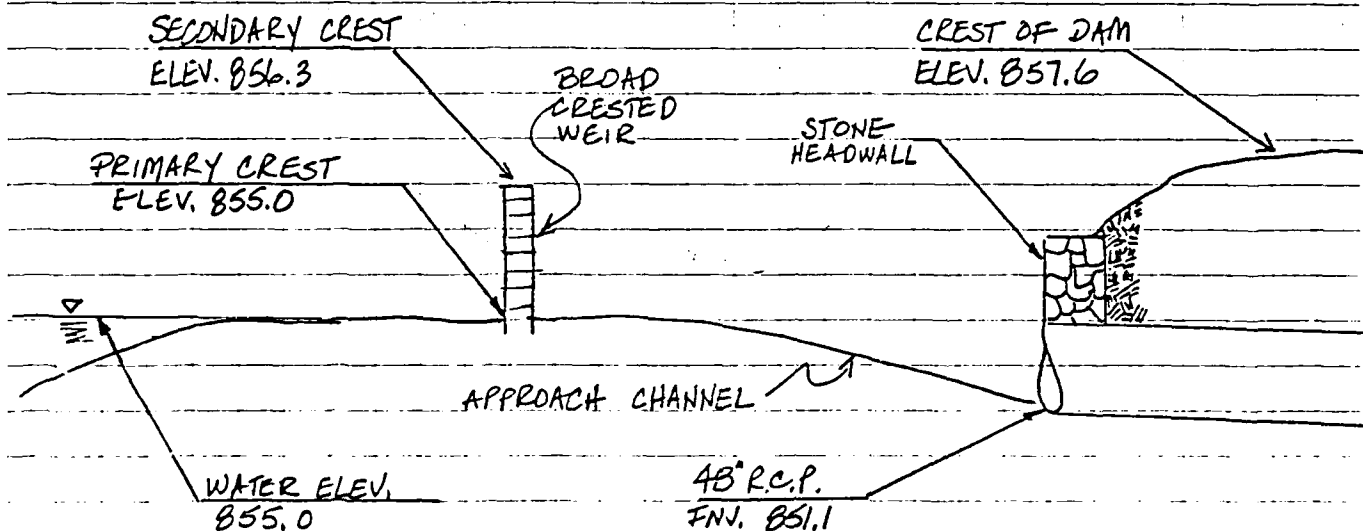 SECONDARY CREST
ELEV. 856.3
CREST OF DAM
ELEV. 857.6
BROAD
CRESTED
WEIR
STONE
HEADWALL
PRIMARY CREST
ELEV. 855.0
APPROACH CHANNEL
WATER ELEV.
855.0
48" R.C.P.
INV. 851.1